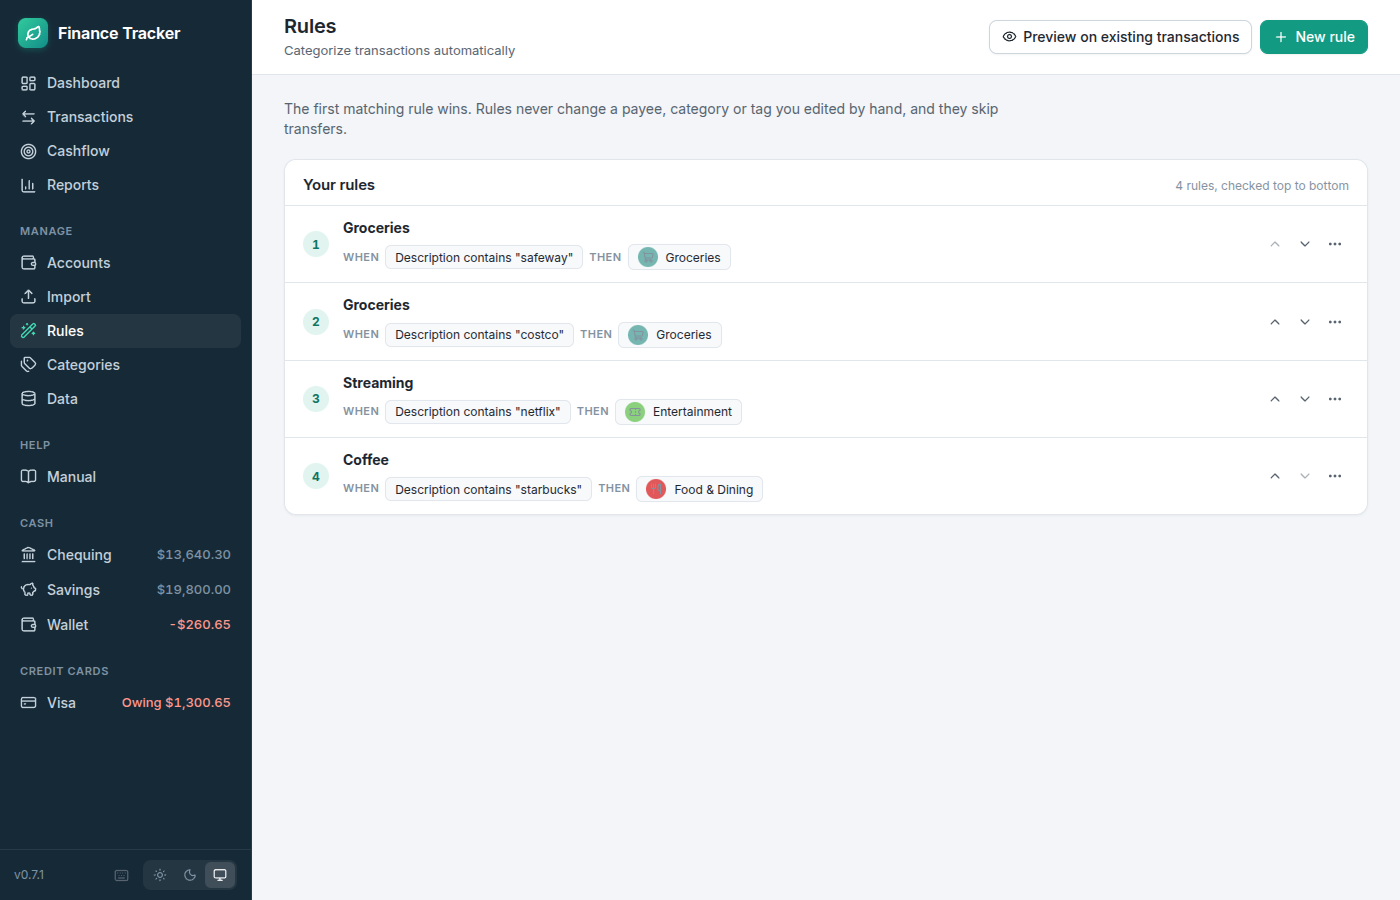 Finance Tracker
Dashboard
Transactions
Cashflow
Reports
MANAGE
Accounts
Import
Rules
Categories
Data
HELP
Manual
CASH
Chequing $13,640.30
Savings $19,800.00
Wallet -$260.65
CREDIT CARDS
Visa Owing $1,300.65
v0.7.1
Rules
Categorize transactions automatically
Preview on existing transactions
New rule
The first matching rule wins. Rules never change a payee, category or tag you edited by hand, and they skip
transfers.
Your rules
4 rules, checked top to bottom
1
Groceries
WHEN Description contains "safeway" THEN Groceries
2
Groceries
WHEN Description contains "costco" THEN Groceries
3
Streaming
WHEN Description contains "netflix" THEN Entertainment
4
Coffee
WHEN Description contains "starbucks" THEN Food & Dining